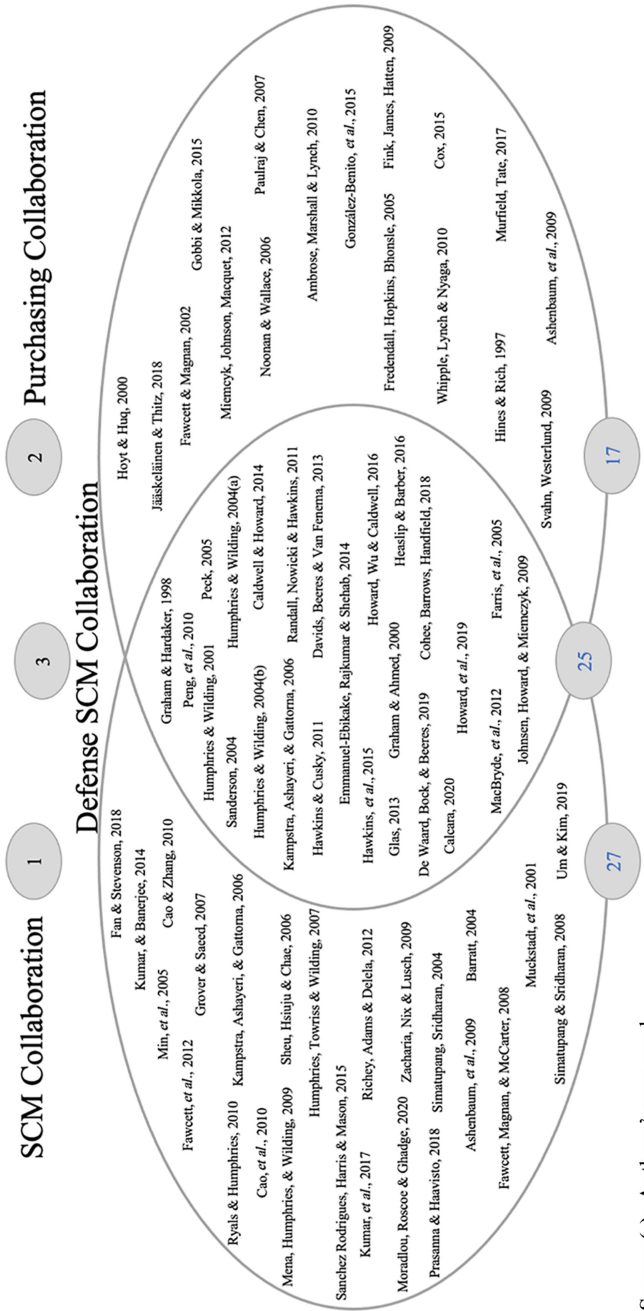 SCM Collaboration
1
3
Defense SCM Collaboration
2
Purchasing Collaboration
Fan & Stevenson, 2018
Kumar, & Banerjee, 2014
Min, et al., 2005
Cao & Zhang, 2010
Fawcett, et al., 2012
Grover & Saeed, 2007
Ryals & Humphries, 2010
Kampstra, Ashayeri, & Gattorna, 2006
Cao, et al., 2010
Mena, Humphries, & Wilding, 2009
Sheu, Hsiuju & Chae, 2006
Humphries, Towriss & Wilding, 2007
Sanchez Rodrigues, Harris & Mason, 2015
Kumar, et al., 2017
Richey, Adams & Delela, 2012
Moradlou, Roscoe & Ghadge, 2020
Zacharia, Nix & Lusch, 2009
Prasanna & Haavisto, 2018
Simatupang, Sridharan, 2004
Ashenbaum, et al., 2009
Barratt, 2004
Fawcett, Magnan, & McCarter, 2008
Muckstadt, et al., 2001
Simatupang & Sridharan, 2008
Um & Kim, 2019
27
Graham & Hardaker, 1998
Peng, et al., 2010
Peck, 2005
Humphries & Wilding, 2001
Sanderson, 2004
Humphries & Wilding, 2004(a)
Humphries & Wilding, 2004(b)
Caldwell & Howard, 2014
Kampstra, Ashayeri, & Gattorna, 2006
Randall, Nowicki & Hawkins, 2011
Hawkins & Cusky, 2011
Davids, Beeres & Van Fenema, 2013
Emmanuel-Ebikake, Rajkumar & Shehab, 2014
Hawkins, et al., 2015
Howard, Wu & Caldwell, 2016
Glas, 2013
Graham & Ahmed, 2000
Heaslip & Barber, 2016
De Waard, Bock, & Beeres, 2019
Cohee, Barrows, Handfield, 2018
Calcara, 2020
Howard, et al., 2019
MacBryde, et al., 2012
Farris, et al., 2005
Johnsen, Howard, & Miemczyk, 2009
25
Hoyt & Huq, 2000
Jääskeläinen & Thitz, 2018
Fawcett & Magnan, 2002
Gobbi & Mikkola, 2015
Miemcyk, Johnson, Macquet, 2012
Noonan & Wallace, 2006
Paulraj & Chen, 2007
Ambrose, Marshall & Lynch, 2010
González-Benito, et al., 2015
Fredendall, Hopkins, Bhonsle, 2005
Fink, James, Hatten, 2009
Whipple, Lynch & Nyaga, 2010
Cox, 2015
Hines & Rich, 1997
Murfield, Tate, 2017
Svahn, Westerlund, 2009
Ashenbaum, et al., 2009
17